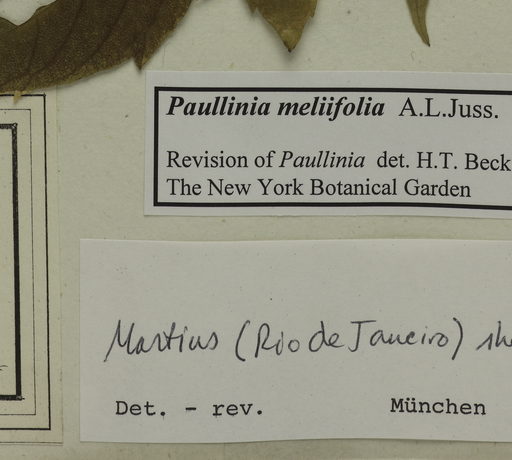 Paullinia meliifolia A.L.Juss.
Revision of Paullinia det. H.T. Beck
The New York Botanical Garden
Martius (Rio de Janeiro)
Det. - rev. München